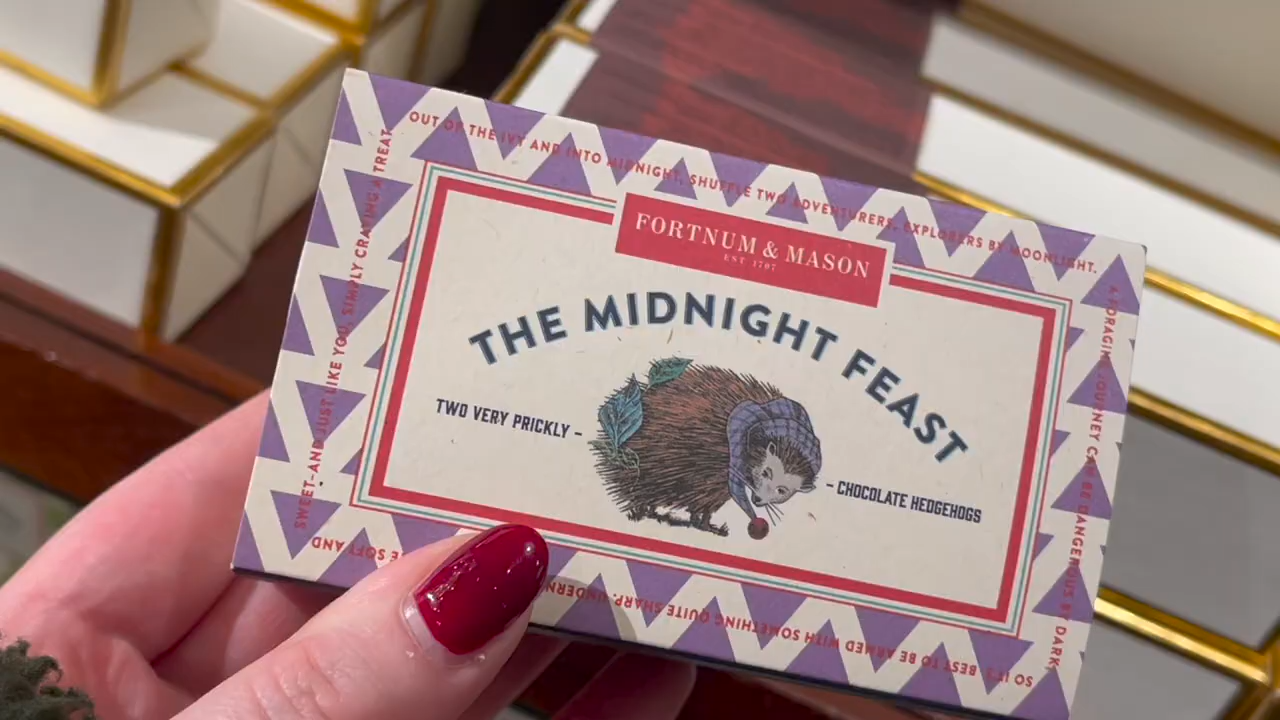 OUT OF THE IVY AND INTO MIDNIGHT, SHUFFLE TWO ADVENTURERS, EXPLORERS BY MOONLIGHT.
FORTNUM & MASON
EST 1707
THE MIDNIGHT FEAST
TWO VERY PRICKLY -
- CHOCOLATE HEDGEHOGS
A FORAGING JOURNEY CAN BE DANGEROUS BY DARK
SO IT'S BEST TO BE ARMED WITH SOMETHING QUITE SHARP.
SOFT AND
SWEET-AND JUST LIKE YOU, SIMPLY CRAVING A TREAT